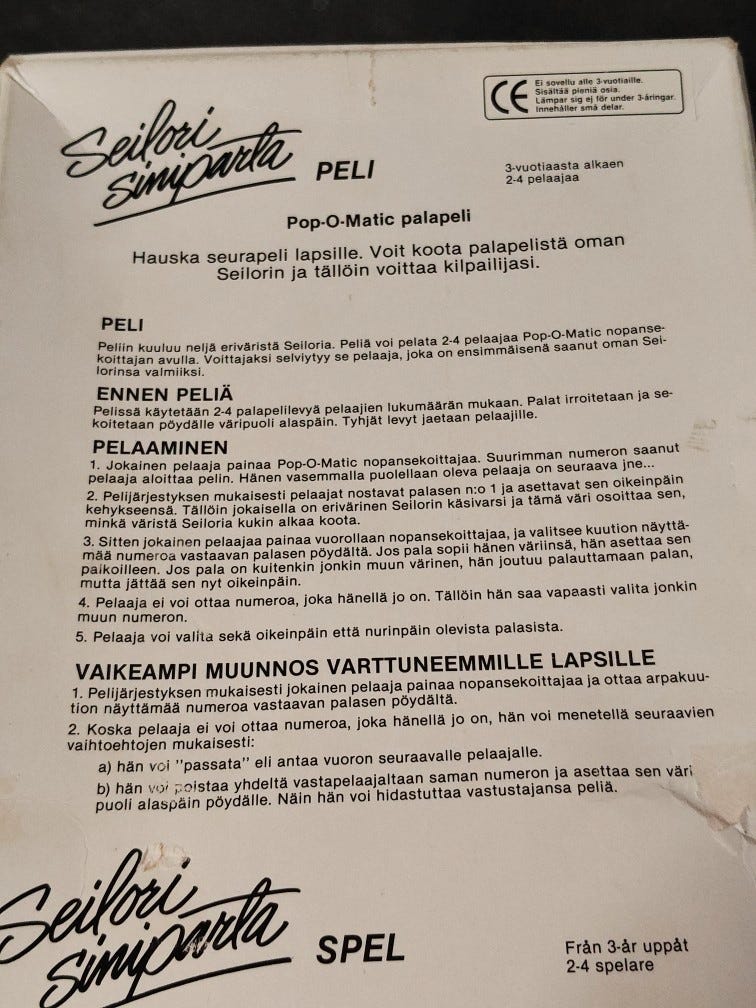 CE
Ei sovellu alle 3-vuotiaille.
Sisältää pieniä osia.
Lämpar sig ej för under 3-åringar.
Innehåller små delar.
Seilori
siniparta PELI
3-vuotiaasta alkaen
2-4 pelaajaa
Pop-O-Matic palapeli
Hauska seurapeli lapsille. Voit koota palapelistä oman
Seilorin ja tällöin voittaa kilpailijasi.
PELI
Peliin kuuluu neljä eriväristä Seiloria. Peliä voi pelata 2-4 pelaajaa Pop-O-Matic nopanse-
koittajan avulla. Voittajaksi selviytyy se pelaaja, joka on ensimmäisenä saanut oman Sei-
lorinsa valmiiksi.
ENNEN PELIÄ
Pelissä käytetään 2-4 palapelilevyä pelaajien lukumäärän mukaan. Palat irroitetaan ja se-
koitetaan pöydälle väripuoli alaspäin. Tyhjät levyt jaetaan pelaajille.
PELAAMINEN
1. Jokainen pelaaja painaa Pop-O-Matic nopansekoittajaa. Suurimman numeron saanut
pelaaja aloittaa pelin. Hänen vasemmalla puolellaan oleva pelaaja on seuraava jne...
2. Pelijärjestyksen mukaisesti pelaajat nostavat palasen n:o 1 ja asettavat sen oikeinpäin
kehykseensä. Tällöin jokaisella on erivärinen Seilorin käsivarsi ja tämä väri osoittaa sen,
minkä väristä Seiloria kukin alkaa koota.
3. Sitten jokainen pelaajaa painaa vuorollaan nopansekoittajaa, ja valitsee kuution näyttä-
mää numeroa vastaavan palasen pöydältä. Jos pala sopii hänen väriinsä, hän asettaa sen
paikoilleen. Jos pala on kuitenkin jonkin muun värinen, hän joutuu palauttamaan palan,
mutta jättää sen nyt oikeinpäin.
4. Pelaaja ei voi ottaa numeroa, joka hänellä jo on. Tällöin hän saa vapaasti valita jonkin
muun numeron.
5. Pelaaja voi valita sekä oikeinpäin että nurinpäin olevista palasista.
VAIKEAMPI MUUNNOS VARTTUNEEMMILLE LAPSILLE
1. Pelijärjestyksen mukaisesti jokainen pelaaja painaa nopansekoittajaa ja ottaa arpakuu-
tion näyttämää numeroa vastaavan palasen pöydältä.
2. Koska pelaaja ei voi ottaa numeroa, joka hänellä jo on, hän voi menetellä seuraavien
vaihtoehtojen mukaisesti:
a) hän voi "passata" eli antaa vuoron seuraavalle pelaajalle.
b) hän voi poistaa yhdeltä vastapelaajaltaan saman numeron ja asettaa sen väri
puoli alaspäin pöydälle. Näin hän voi hidastuttaa vastustajansa peliä.
Seilori
siniparta SPEL
Från 3-år uppåt
2-4 spelare